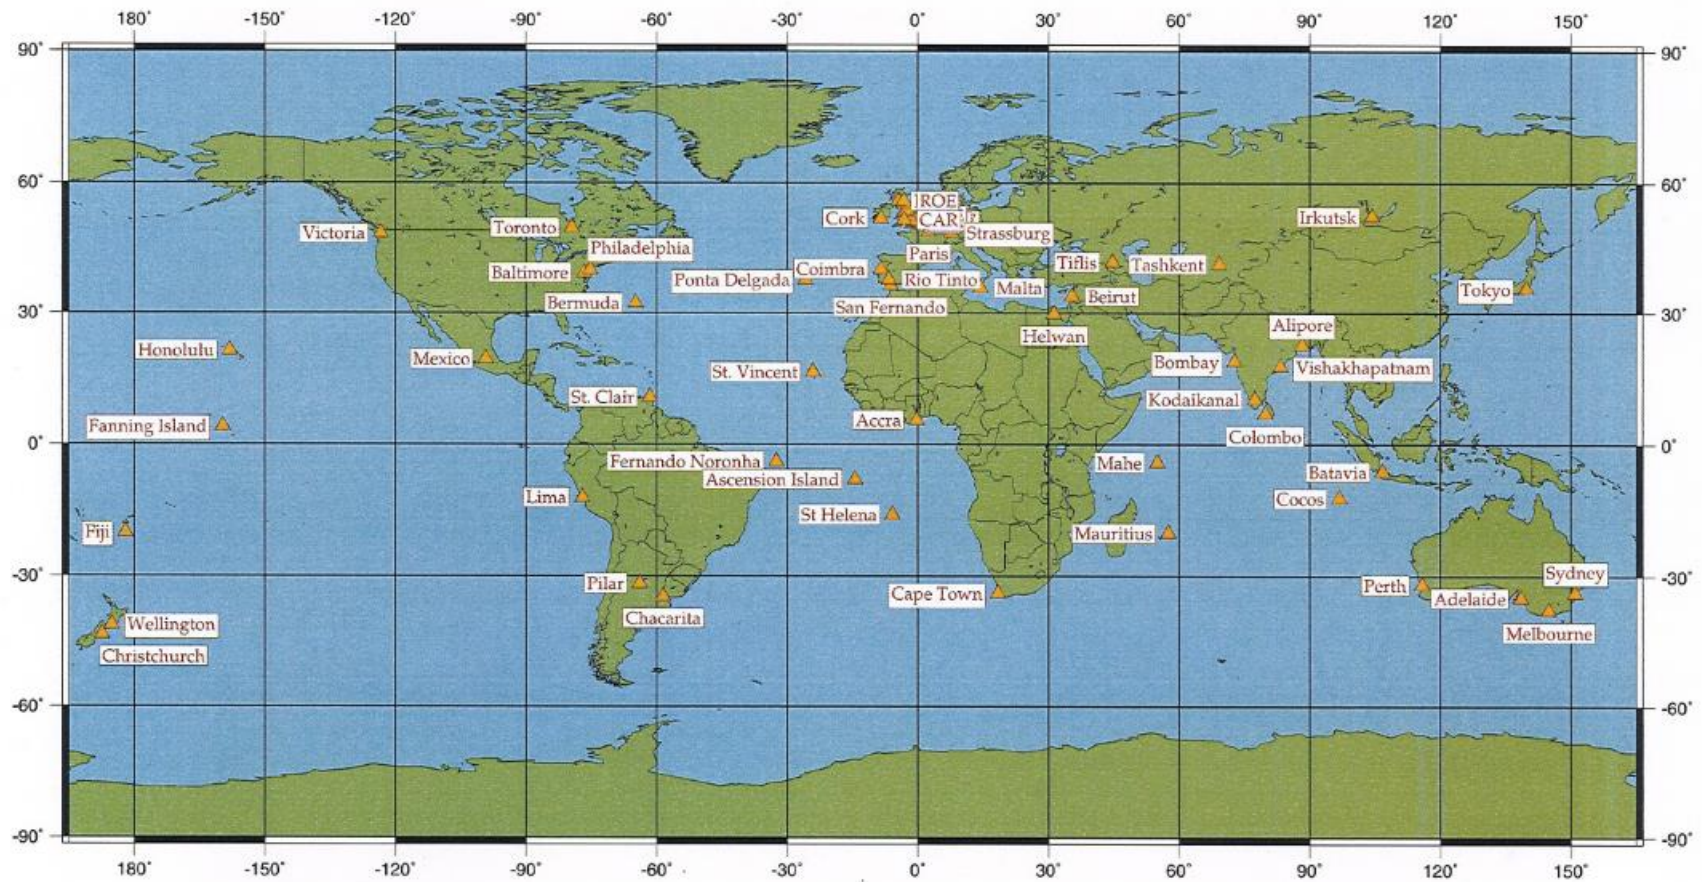 180° -150° -120° -90° -60° -30° 0° 30° 60° 90° 120° 150°
90° 90°
60° 60°
ROE
Cork CAR Irkutsk
Victoria Toronto Strassburg
Philadelphia
Paris
Baltimore Ponta Delgada Coimbra Rio Tinto Tiflis Tashkent
Bermuda San Fernando Malta Beirut Tokyo
30° 30°
Helwan Alipore
Honolulu Mexico St. Vincent Bombay Vishakhapatnam
St. Clair Kodaikanal
Fanning Island Accra Colombo
0° 0°
Fernando Noronha Mahe
Ascension Island Batavia
Lima Cocos
St Helena
Fiji Mauritius
-30° -30°
Pilar Cape Town Perth Adelaide Sydney
Chacarita
Wellington Melbourne
Christchurch
-60° -60°
-90° -90°
180° -150° -120° -90° -60° -30° 0° 30° 60° 90° 120° 150°